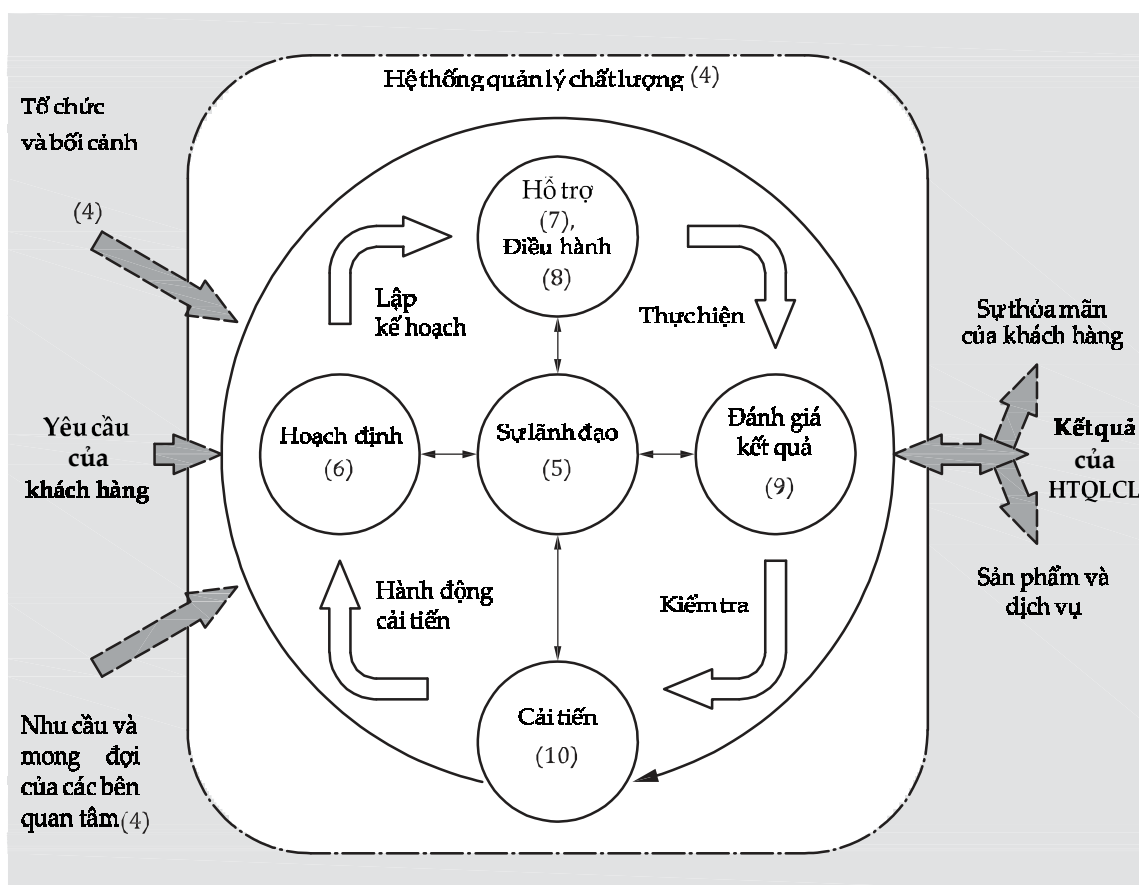 Hệ thống quản lý chất lượng (4)
Tổ chức
và bối cảnh
(4)
Hỗ trợ
(7),
Điều hành
(8)
Lập
kế hoạch
Thực hiện
Sự thỏa mãn
của khách hàng
Yêu cầu
của
khách hàng
Hoạch định
(6)
Sự lãnh đạo
(5)
Đánh giá
kết quả
(9)
Kết quả
của
HTQLCL
Hành động
cải tiến
Kiểm tra
Sản phẩm và
dịch vụ
Cải tiến
(10)
Nhu cầu và
mong đợi
của các bên
quan tâm (4)